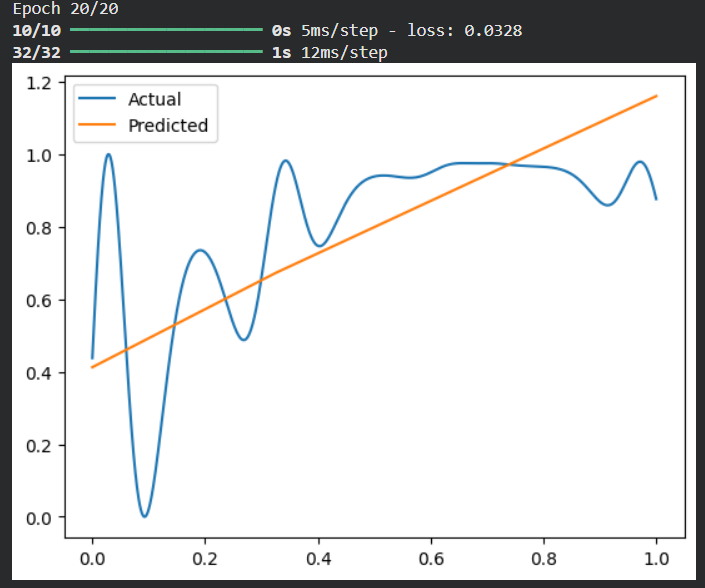 Epoch 20/20
10/10 ━━━━━━━━━━━━━━━━━━━━ 0s 5ms/step - loss: 0.0328
32/32 ━━━━━━━━━━━━━━━━━━━━ 1s 12ms/step
Actual
Predicted
1.2
1.0
0.8
0.6
0.4
0.2
0.0
0.0 0.2 0.4 0.6 0.8 1.0